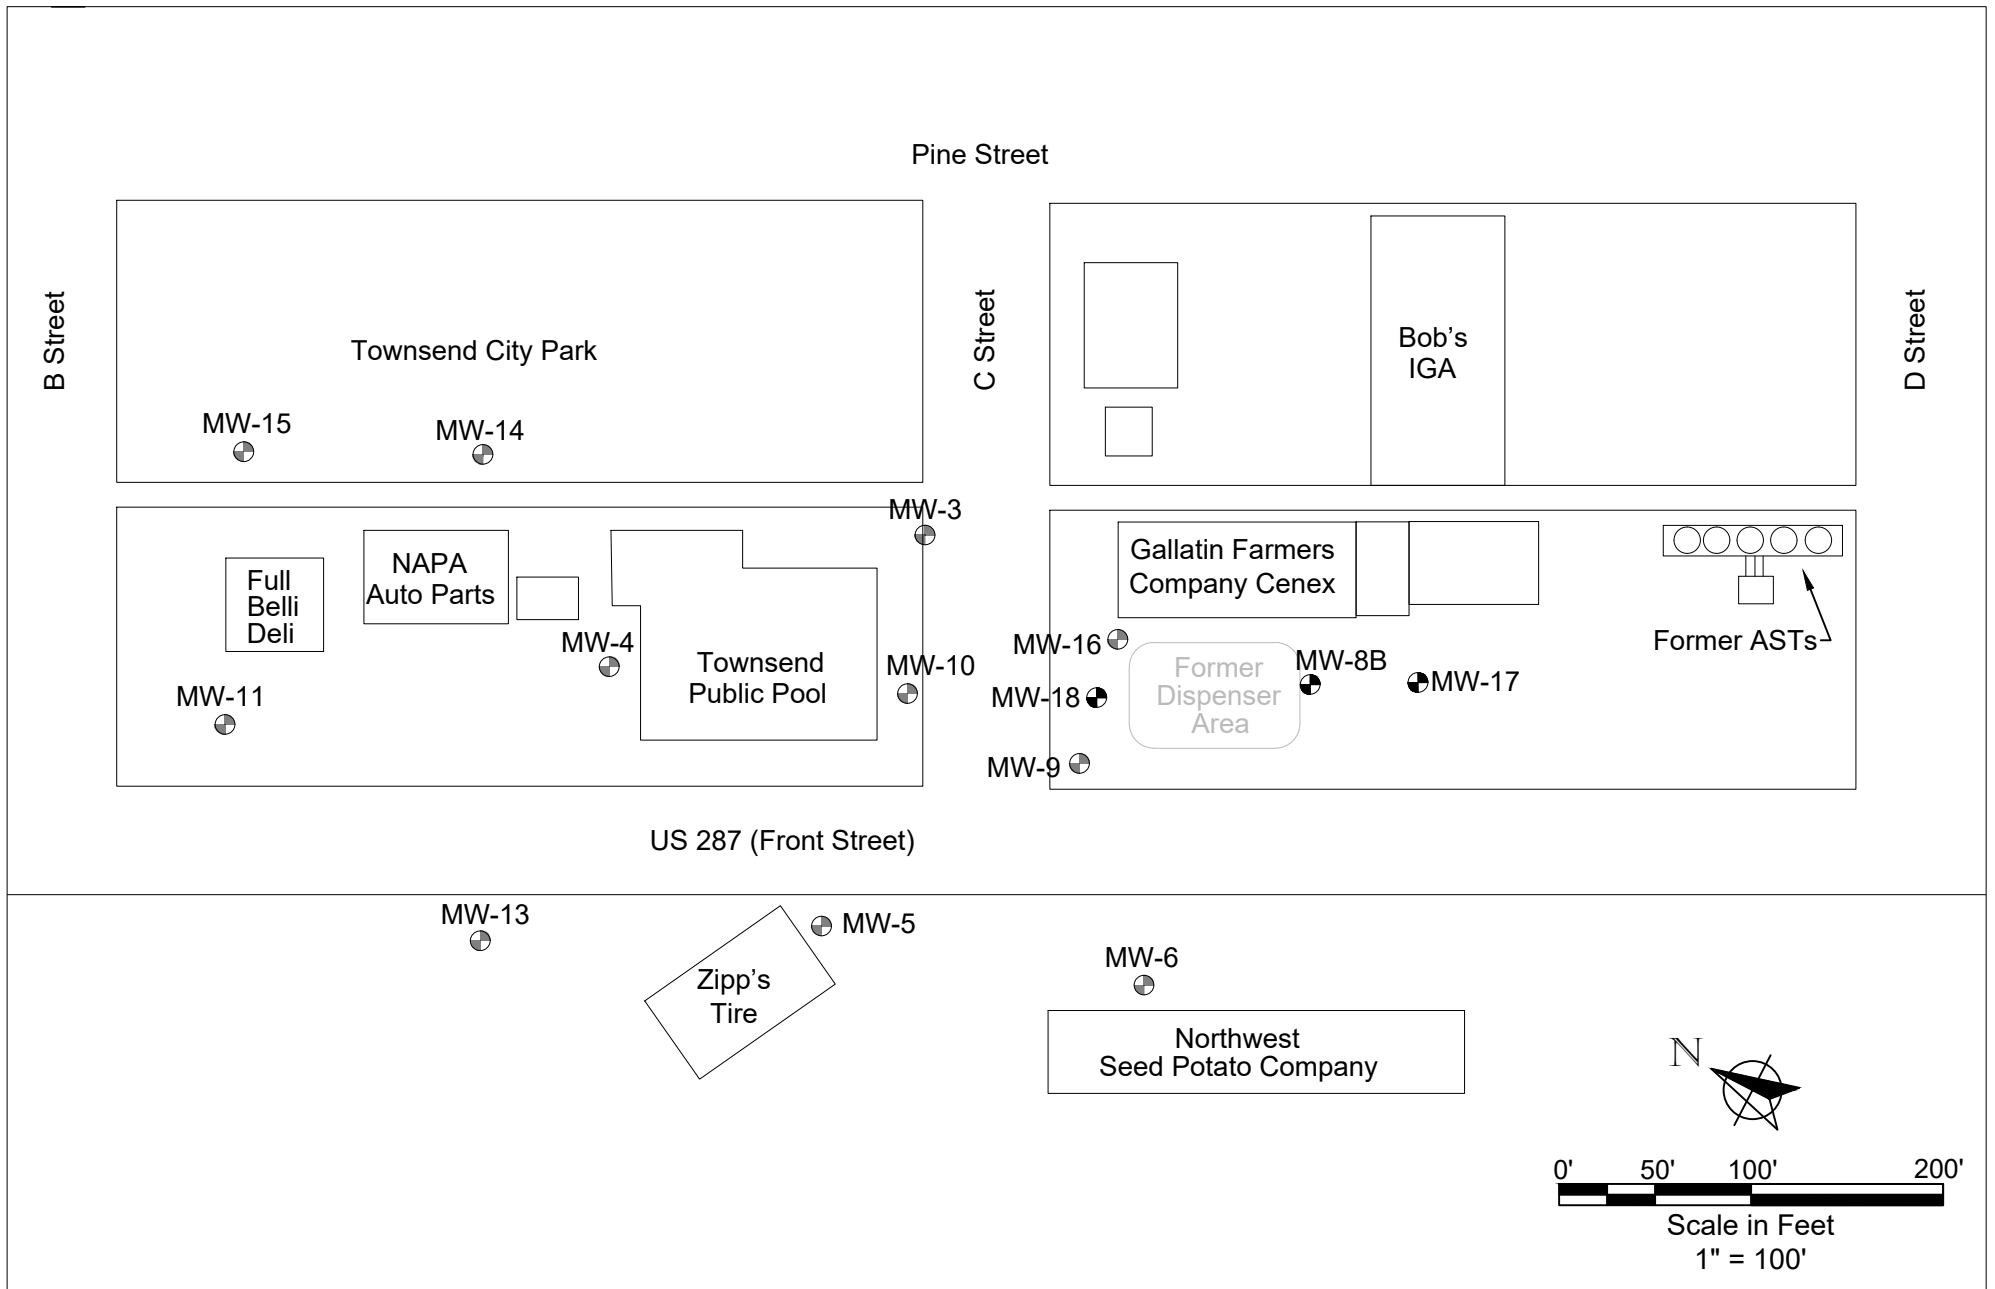 Pine Street
B Street
C Street
D Street
Townsend City Park
Bob's
IGA
MW-15
MW-14
MW-3
Full
Belli
Deli
NAPA
Auto Parts
MW-4
Townsend
Public Pool
MW-10
MW-11
Gallatin Farmers
Company Cenex
MW-16
MW-18
MW-9
Former
Dispenser
Area
MW-8B
MW-17
Former ASTs
US 287 (Front Street)
MW-13
MW-5
Zipp's
Tire
MW-6
Northwest
Seed Potato Company
N
0' 50' 100' 200'
Scale in Feet
1" = 100'